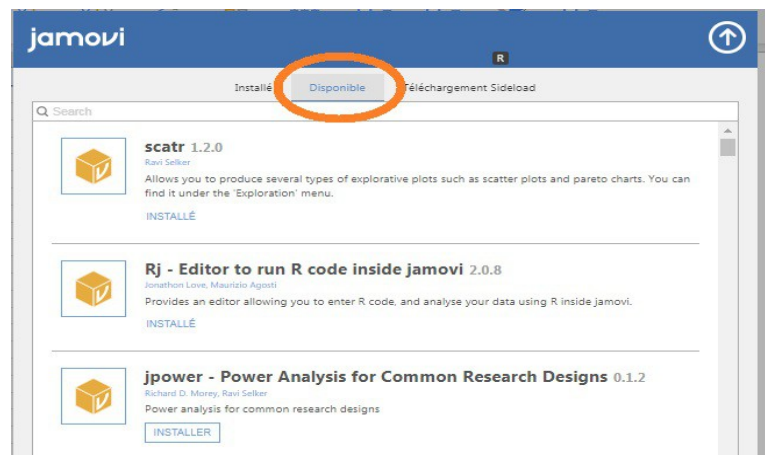 jamovi
R
Installé Disponible Téléchargement Sideload
Search
scatr 1.2.0
Ravi Selker
Allows you to produce several types of explorative plots such as scatter plots and pareto charts. You can
find it under the 'Exploration' menu.
INSTALLÉ
Rj - Editor to run R code inside jamovi 2.0.8
Jonathon Love, Maurizio Agosti
Provides an editor allowing you to enter R code, and analyse your data using R inside jamovi.
INSTALLÉ
jpower - Power Analysis for Common Research Designs 0.1.2
Richard D. Morey, Ravi Selker
Power analysis for common research designs
INSTALLER